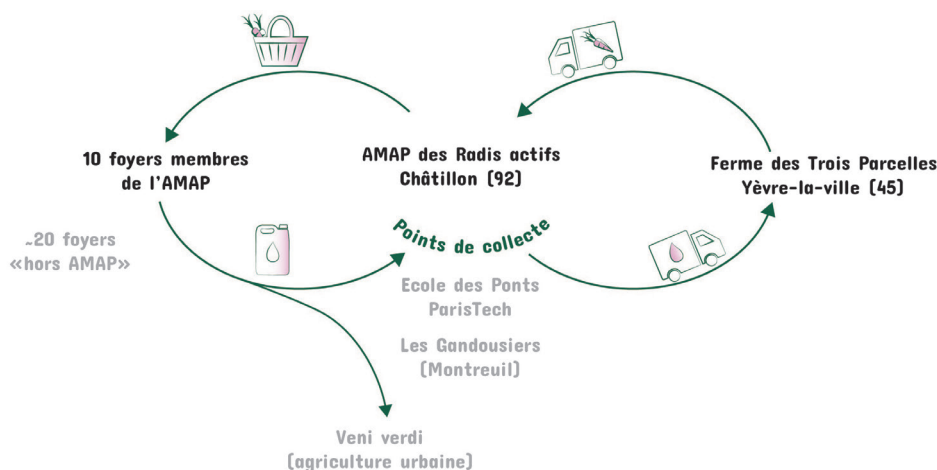 10 foyers membres
de l'AMAP
~20 foyers
«hors AMAP»
AMAP des Radis actifs
Châtillon (92)
Points de collecte
Ecole des Ponts
ParisTech
Les Gandousiers
(Montreuil)
Ferme des Trois Parcelles
Yèvre-la-ville (45)
Veni verdi
(agriculture urbaine)